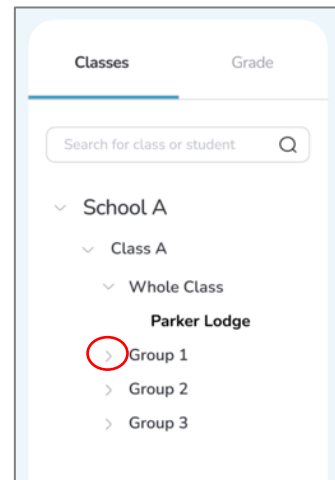 Classes Grade
Search for class or student
School A
Class A
Whole Class
Parker Lodge
Group 1
Group 2
Group 3